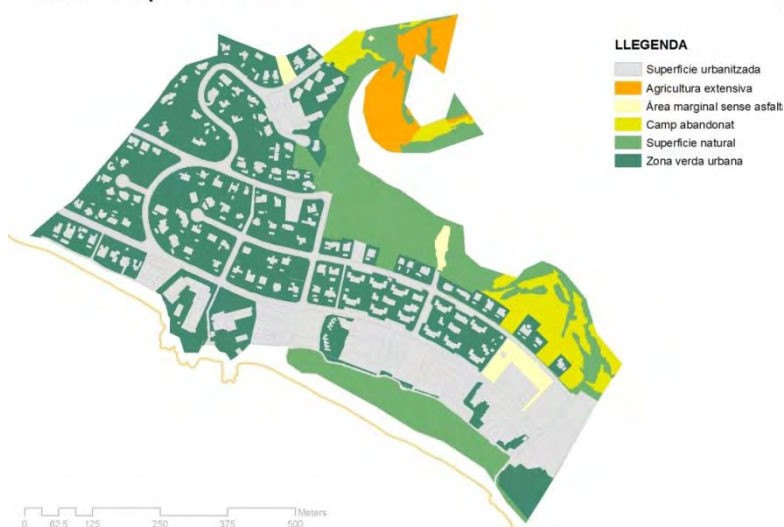 LLEGENDA
Superfície urbanitzada
Agricultura extensiva
Àrea marginal sense asfalt
Camp abandonat
Superfície natural
Zona verda urbana
Meters
0 62.5 125 250 375 500